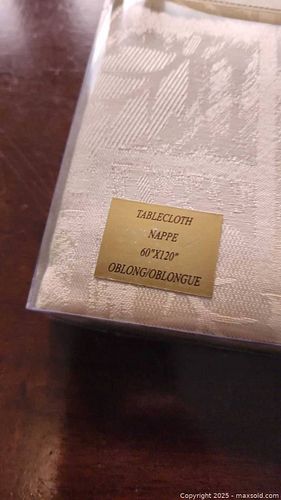 TABLECLOTH
NAPPE
60"X120"
OBLONG/OBLONGUE
Copyright 2025 - maxsold.com